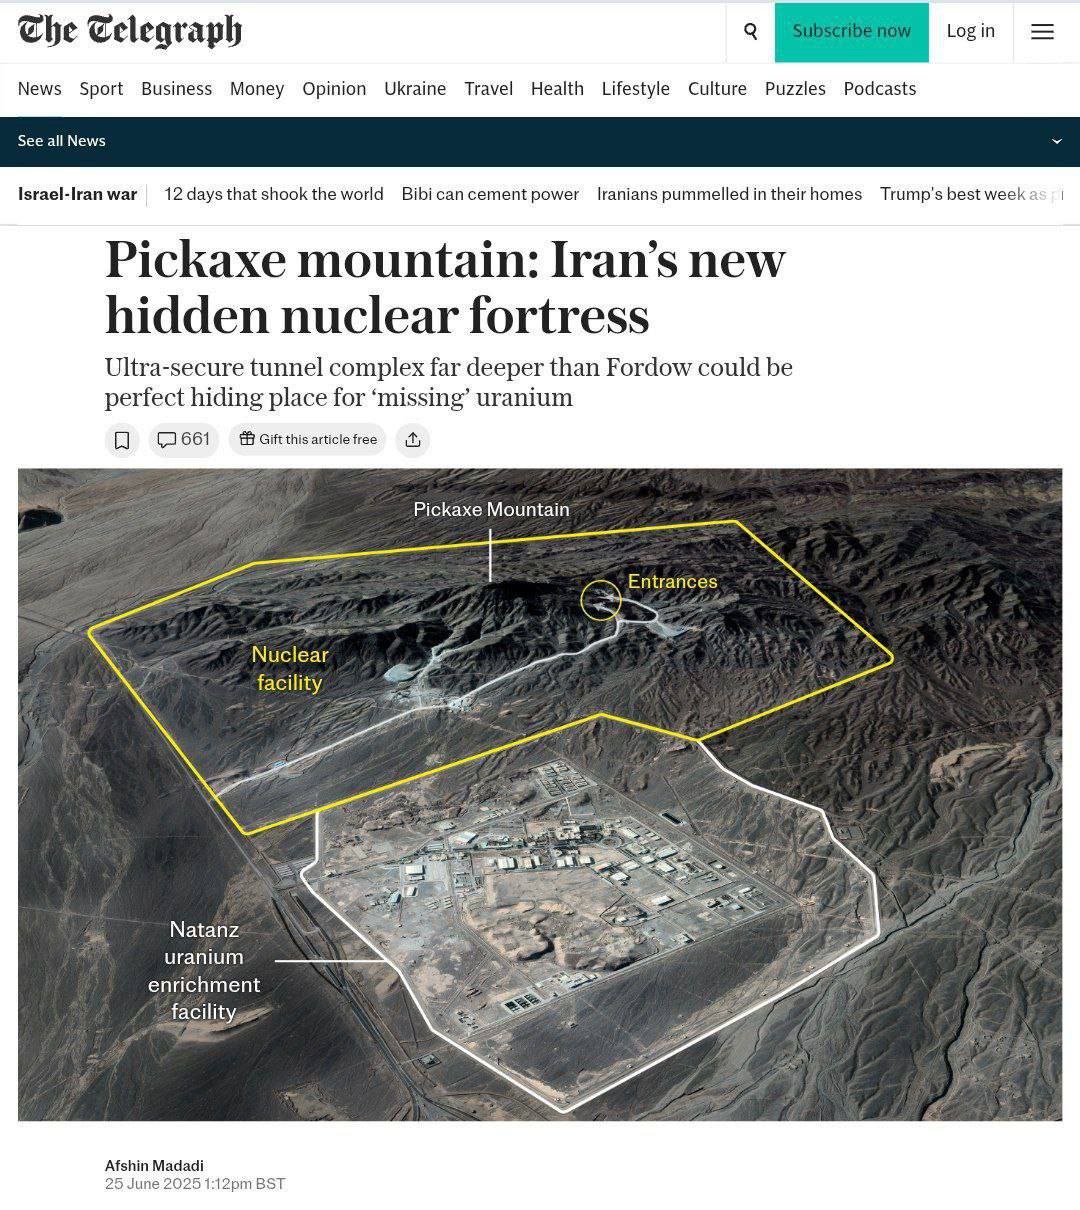 The Telegraph
Subscribe now
Log in
News Sport Business Money Opinion Ukraine Travel Health Lifestyle Culture Puzzles Podcasts
See all News
Israel-Iran war 12 days that shook the world Bibi can cement power Iranians pummelled in their homes Trump's best week as
Pickaxe mountain: Iran’s new
hidden nuclear fortress
Ultra-secure tunnel complex far deeper than Fordow could be
perfect hiding place for ‘missing’ uranium
661 Gift this article free
Pickaxe Mountain
Entrances
Nuclear
facility
Natanz
uranium
enrichment
facility
Afshin Madadi
25 June 2025 1:12pm BST